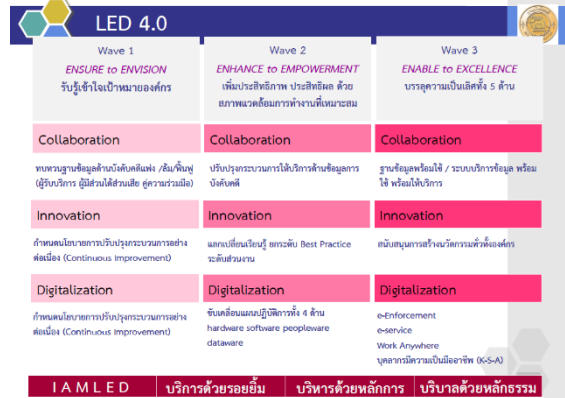 LED 4.0
Wave 1
ENSURE to ENVISION
รับรู้เข้าใจเป้าหมายองค์กร
Wave 2
ENHANCE to EMPOWERMENT
เพิ่มประสิทธิภาพ ประสิทธิผล ด้วย
สภาพแวดล้อมการทำงานที่เหมาะสม
Wave 3
ENABLE to EXCELLENCE
บรรลุความเป็นเลิศทั้ง 5 ด้าน
Collaboration
ทบทวนฐานข้อมูลด้านบังคับคดีแพ่ง /ล้ม/ฟื้นฟู
(ผู้รับบริการ ผู้มีส่วนได้ส่วนเสีย คู่ความร่วมมือ)
Collaboration
ปรับปรุงกระบวนการให้บริการด้านข้อมูลการ
บังคับคดี
Collaboration
ฐานข้อมูลพร้อมใช้ / ระบบบริการข้อมูล พร้อม
ใช้ พร้อมให้บริการ
Innovation
กำหนดนโยบายการปรับปรุงกระบวนการอย่าง
ต่อเนื่อง (Continuous Improvement)
Innovation
แลกเปลี่ยนเรียนรู้ ยกระดับ Best Practice
ระดับส่วนงาน
Innovation
สนับสนุนการสร้างนวัตกรรมทั่วทั้งองค์กร
Digitalization
กำหนดนโยบายการปรับปรุงกระบวนการอย่าง
ต่อเนื่อง (Continuous Improvement)
Digitalization
ขับเคลื่อนแผนปฏิบัติการทั้ง 4 ด้าน
hardware software peopleware
dataware
Digitalization
e-Enforcement
e-service
Work Anywhere
บุคลากรมีความเป็นมืออาชีพ (K-S-A)
I A M L E D บริการด้วยรอยยิ้ม บริหารด้วยหลักการ บริบาลด้วยหลักธรรม